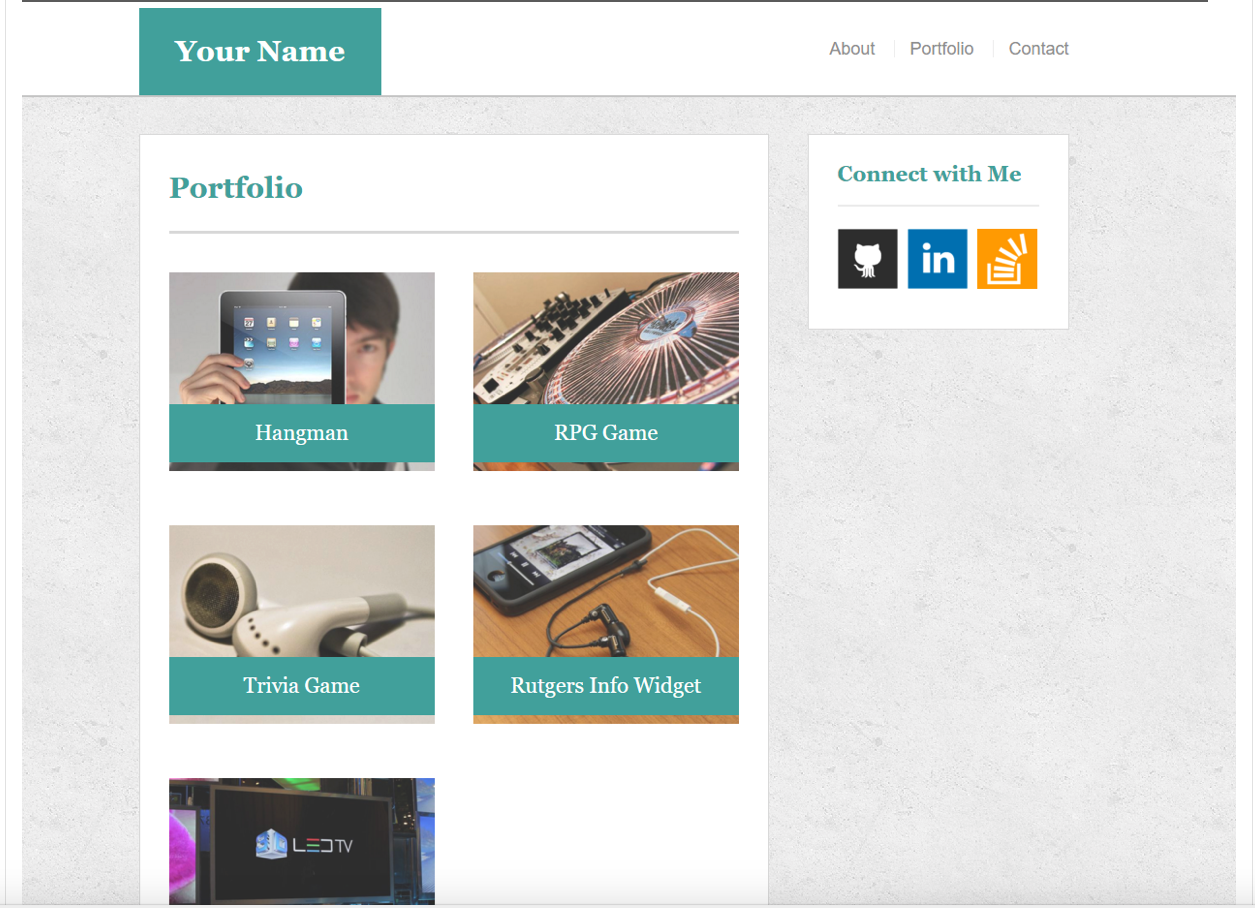 Your Name
About
Portfolio
Contact
Portfolio
Connect with Me
in
Hangman
RPG Game
Trivia Game
Rutgers Info Widget
LED TV